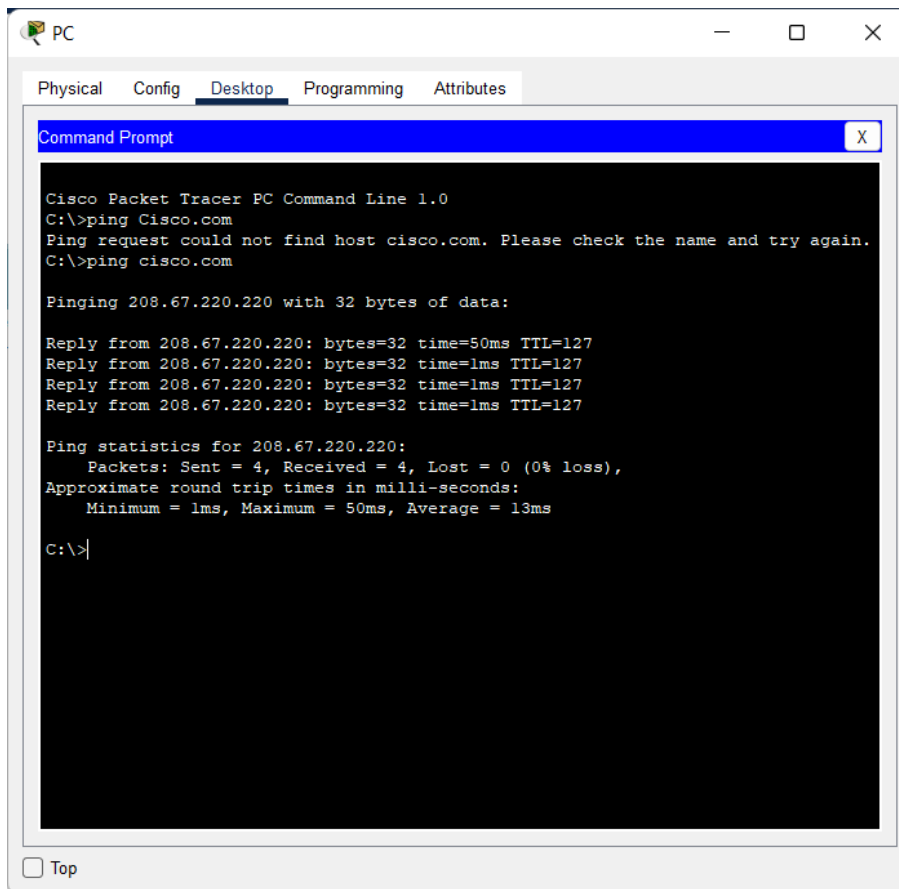 PC
Physical Config Desktop Programming Attributes
Command Prompt
X
Cisco Packet Tracer PC Command Line 1.0
C:\>ping Cisco.com
Ping request could not find host cisco.com. Please check the name and try again.
C:\>ping cisco.com
Pinging 208.67.220.220 with 32 bytes of data:
Reply from 208.67.220.220: bytes=32 time=50ms TTL=127
Reply from 208.67.220.220: bytes=32 time=1ms TTL=127
Reply from 208.67.220.220: bytes=32 time=1ms TTL=127
Reply from 208.67.220.220: bytes=32 time=1ms TTL=127
Ping statistics for 208.67.220.220:
Packets: Sent = 4, Received = 4, Lost = 0 (0% loss),
Approximate round trip times in milli-seconds:
Minimum = 1ms, Maximum = 50ms, Average = 13ms
C:\>
Top